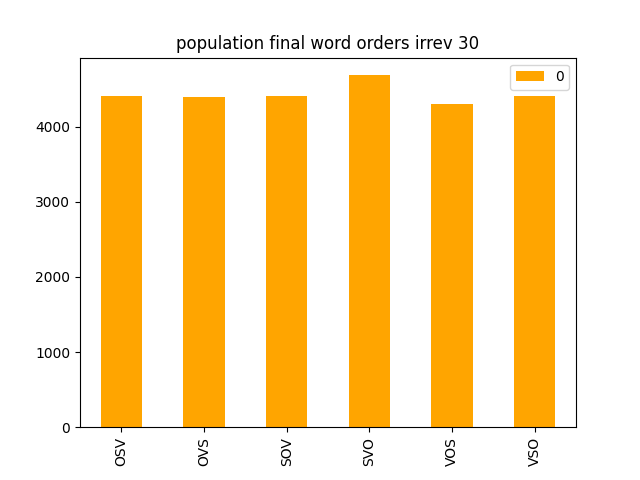 population final word orders irrev 30
0
4000
3000
2000
1000
0
OSV
OVS
SOV
SVO
VOS
VSO